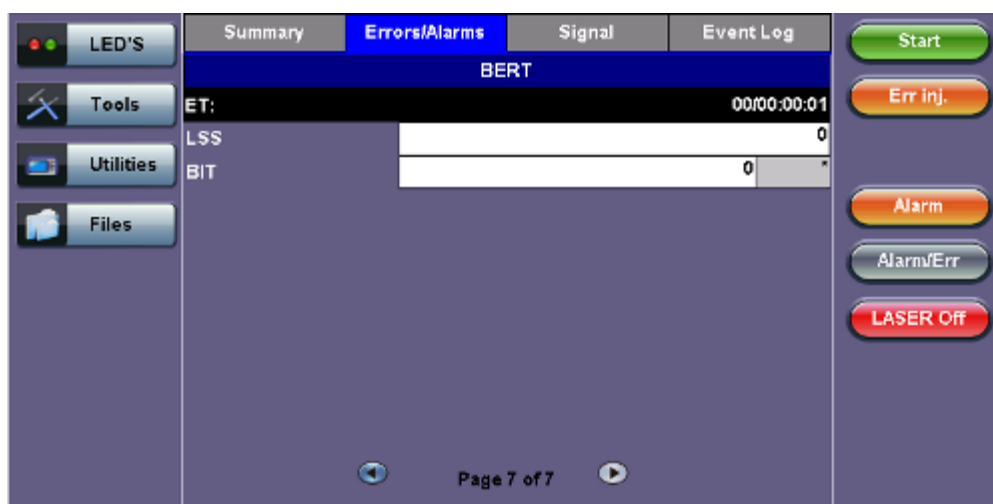 LED'S
Tools
Utilities
Files
Summary Errors/Alarms Signal Event Log
BERT
ET: 00/00:00:01
LSS 0
BIT 0 *
Page 7 of 7
Start
Err inj.
Alarm
Alarm/Err
LASER Off